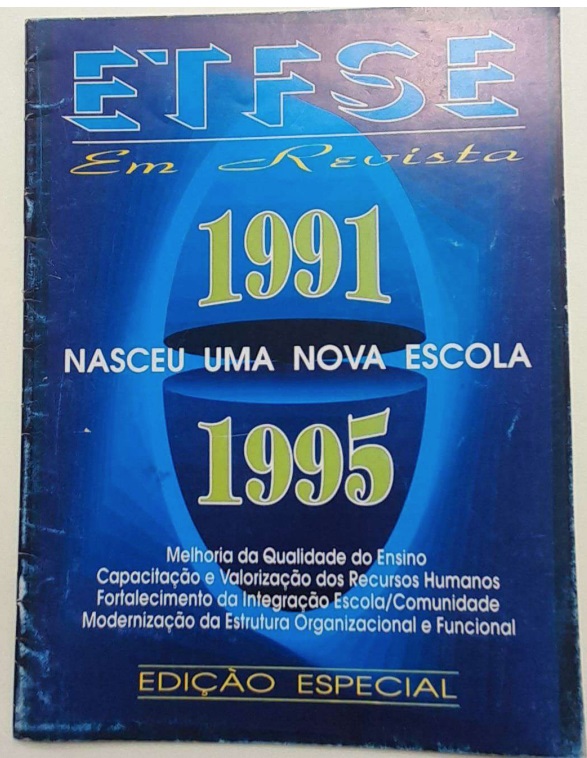 ETFSE
Em Revista
1991
NASCEU UMA NOVA ESCOLA
1995
Melhoria da Qualidade do Ensino
Capacitação e Valorização dos Recursos Humanos
Fortalecimento da Integração Escola/Comunidade
Modernização da Estrutura Organizacional e Funcional
EDIÇÃO ESPECIAL